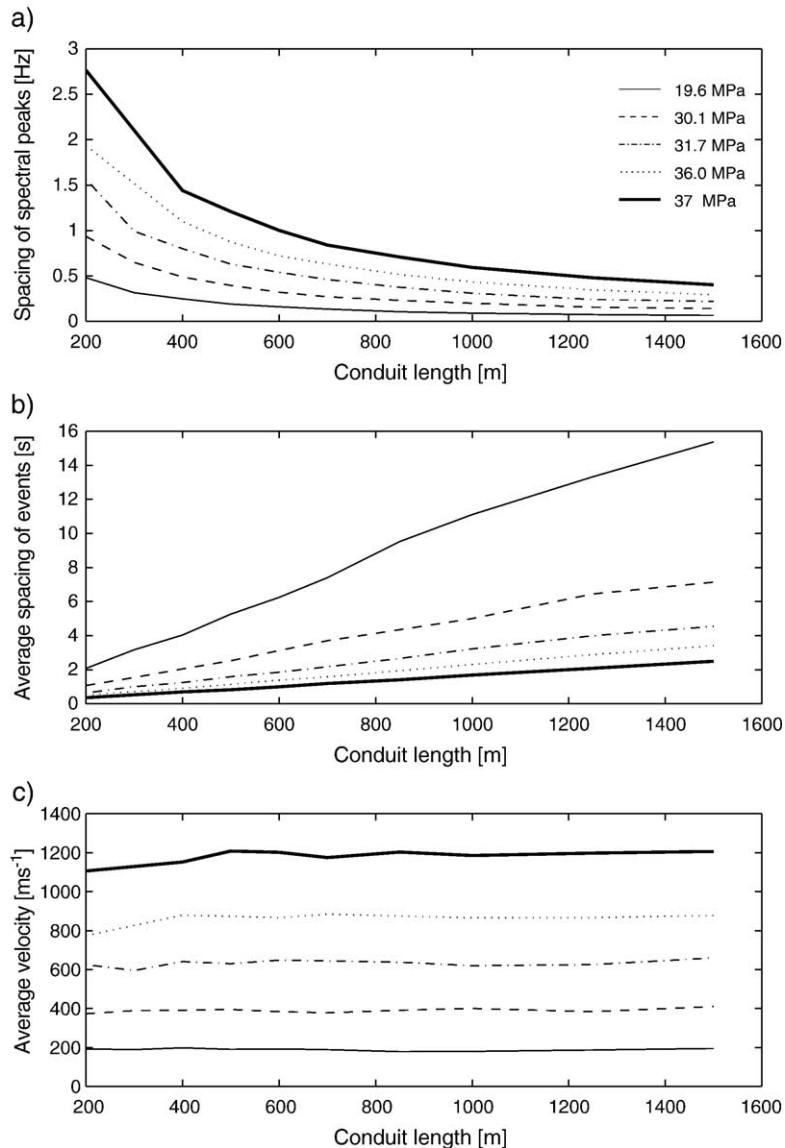 a)
3
2.5
2
1.5
1
0.5
0
Spacing of spectral peaks [Hz]
19.6 MPa
30.1 MPa
31.7 MPa
36.0 MPa
37 MPa
200 400 600 800 1000 1200 1400 1600
Conduit length [m]
b)
16
14
12
10
8
6
4
2
0
Average spacing of events [s]
200 400 600 800 1000 1200 1400 1600
Conduit length [m]
c)
1400
1200
1000
800
600
400
200
0
Average velocity [ms⁻¹]
200 400 600 800 1000 1200 1400 1600
Conduit length [m]